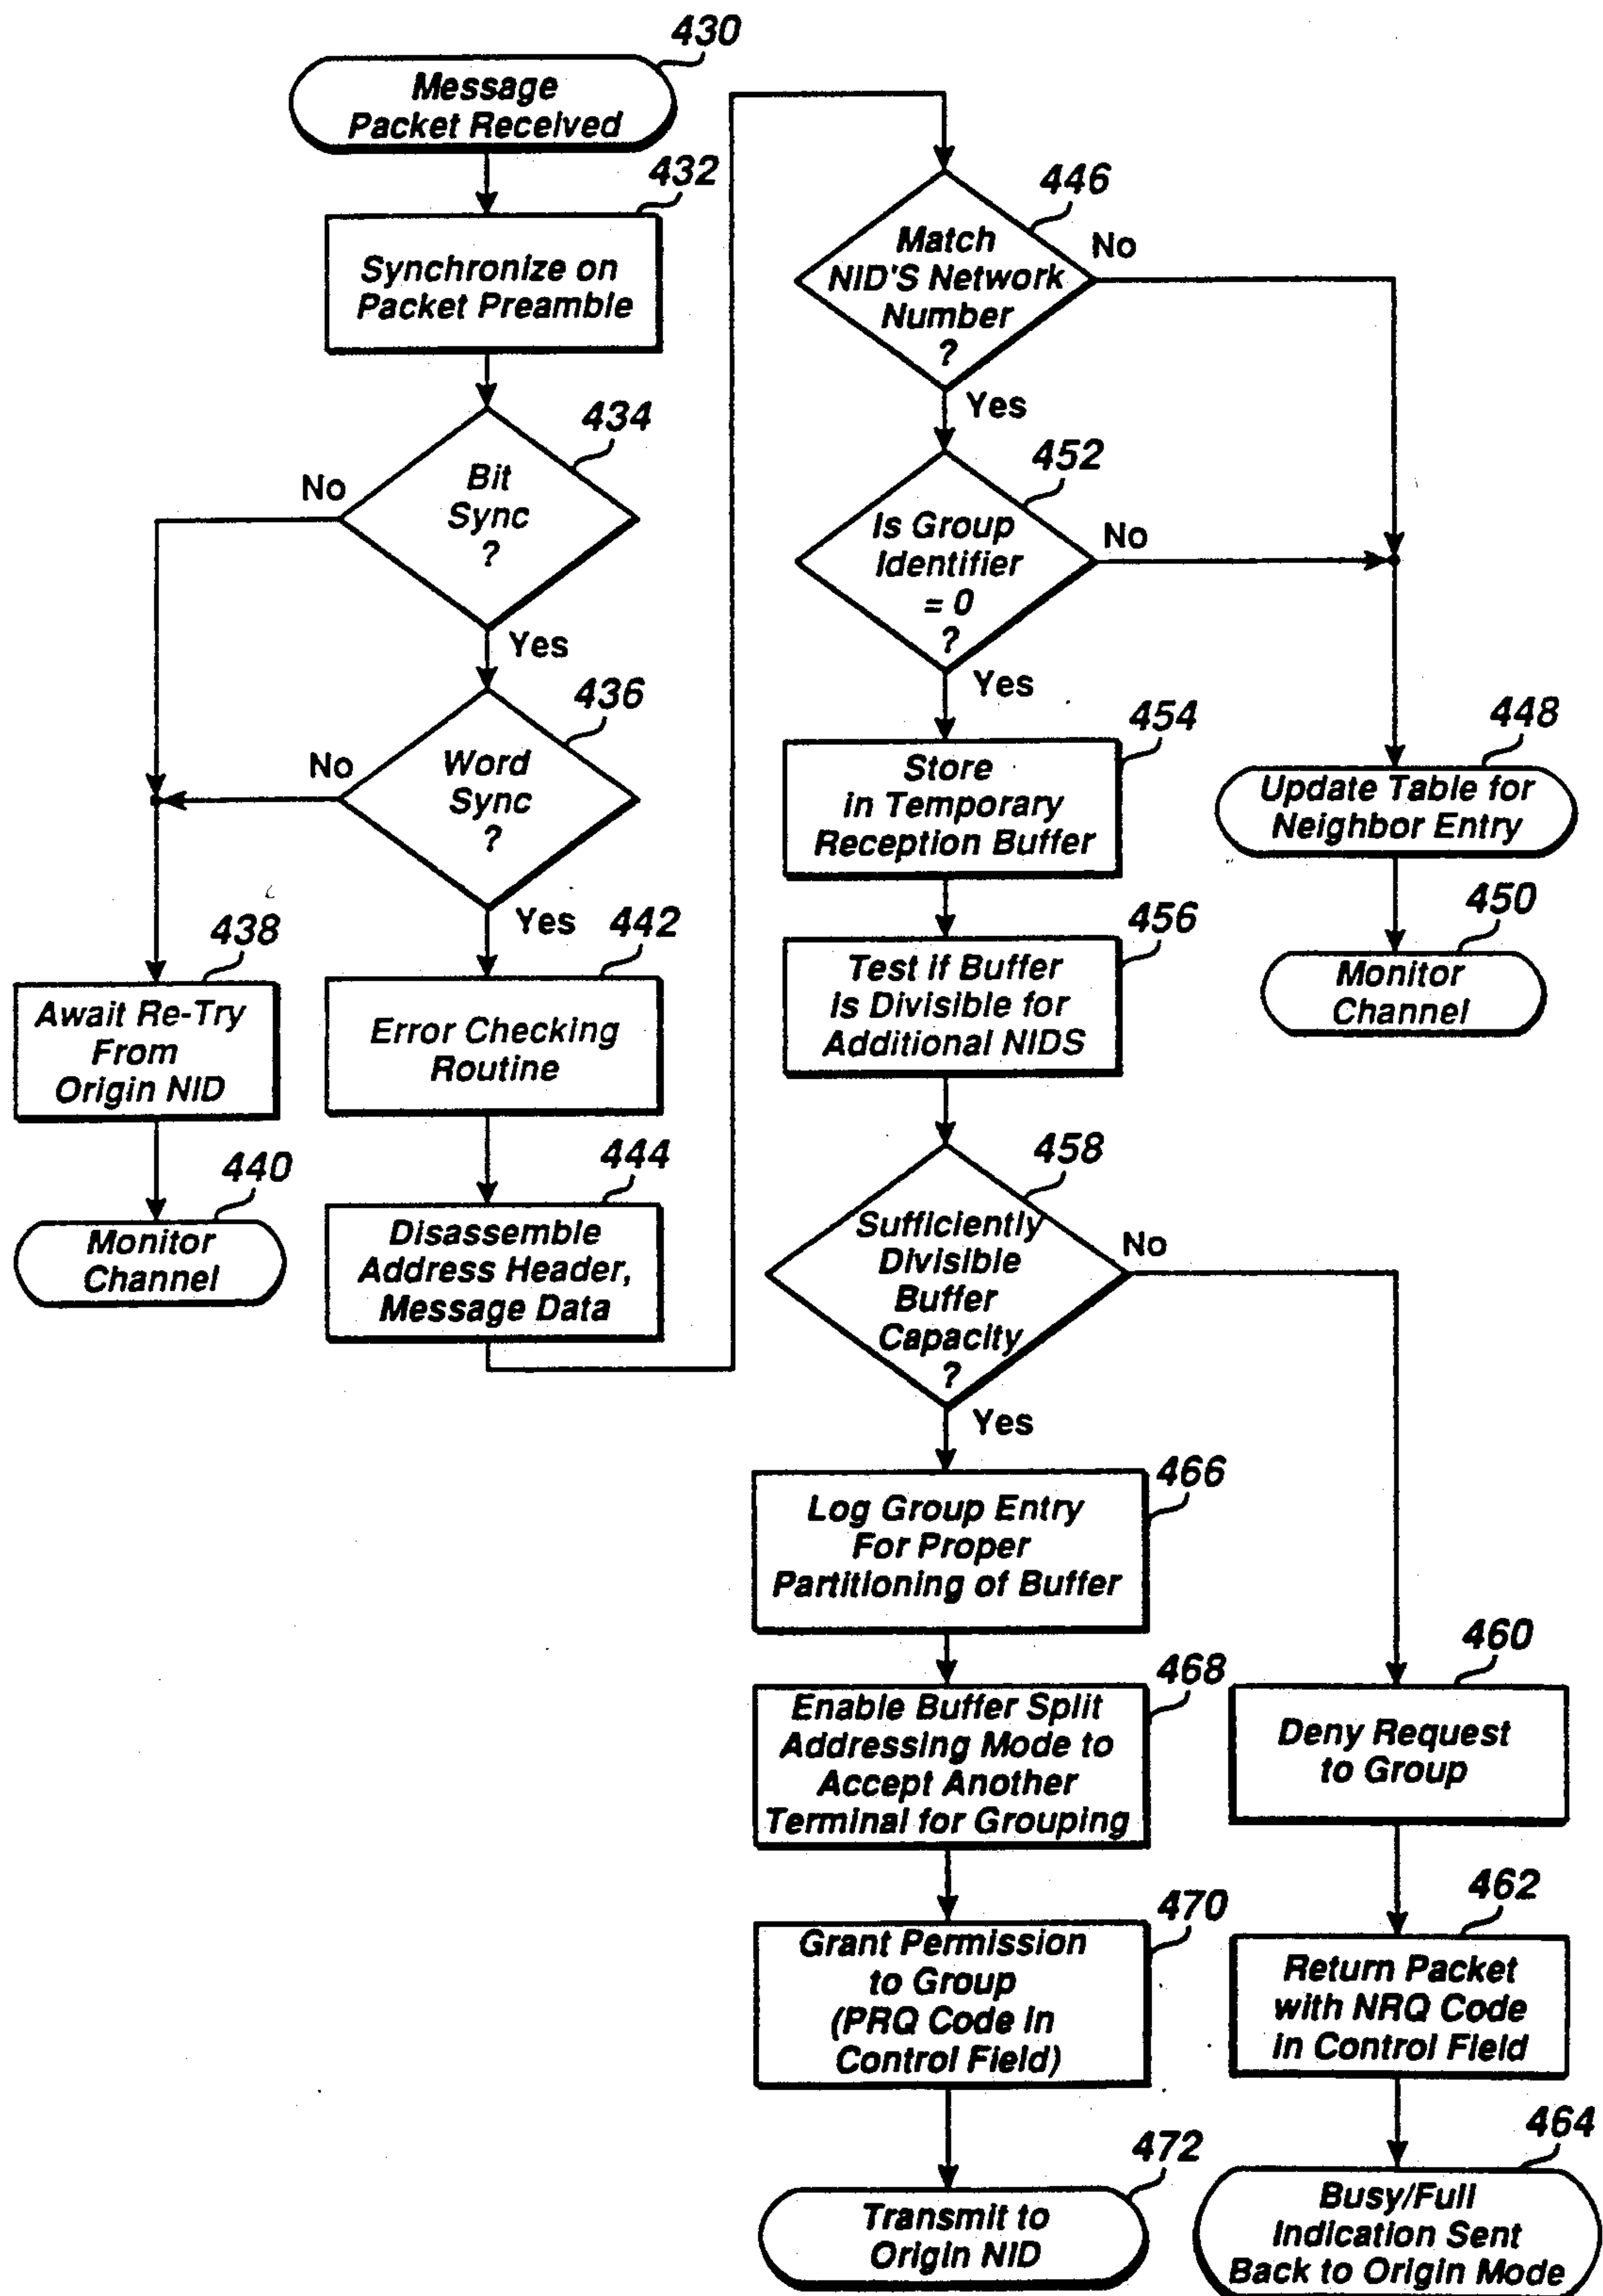 430
Message
Packet Received
432
Synchronize on
Packet Preamble
434
Bit
Sync
?
No
Yes
436
Word
Sync
?
No
Yes
438
Await Re-Try
From
Origin NID
440
Monitor
Channel
442
Error Checking
Routine
444
Disassemble
Address Header,
Message Data
446
Match
NID'S Network
Number
?
No
Yes
452
Is Group
Identifier
= 0
?
No
Yes
448
Update Table for
Neighbor Entry
450
Monitor
Channel
454
Store
in Temporary
Reception Buffer
456
Test if Buffer
is Divisible for
Additional NIDS
458
Sufficiently
Divisible
Buffer
Capacity
?
No
Yes
466
Log Group Entry
For Proper
Partitioning of Buffer
468
Enable Buffer Split
Addressing Mode to
Accept Another
Terminal for Grouping
470
Grant Permission
to Group
(PRQ Code in
Control Field)
472
Transmit to
Origin NID
460
Deny Request
to Group
462
Return Packet
with NRQ Code
in Control Field
464
Busy/Full
Indication Sent
Back to Origin Mode